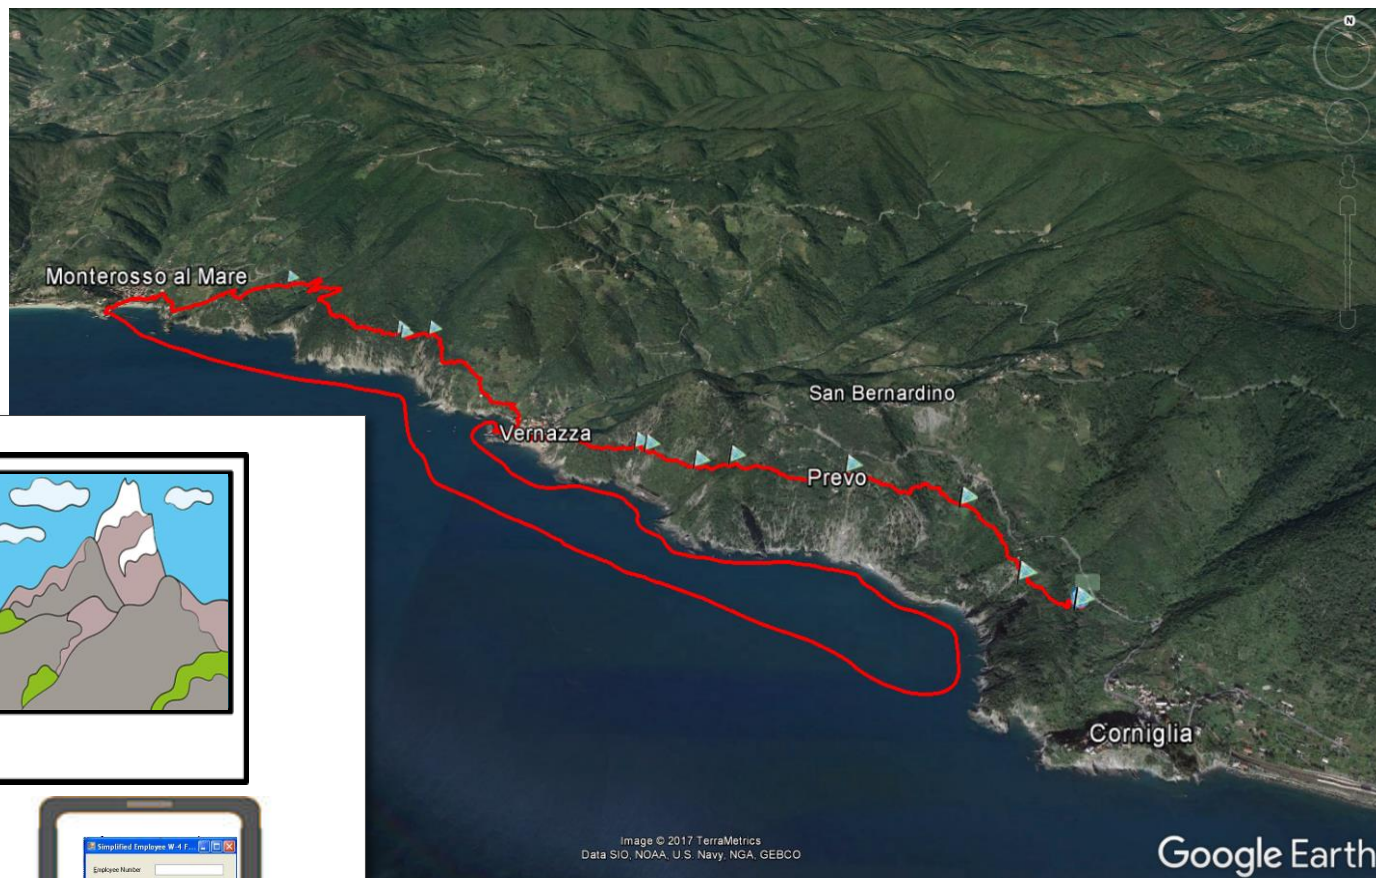 N
Monterosso al Mare
San Bernardino
Vernazza
Prevo
Corniglia
Simplified Employee W-4 F...
Employee Number
Image © 2017 TerraMetrics
Data SIO, NOAA, U.S. Navy, NGA, GEBCO
Google Earth